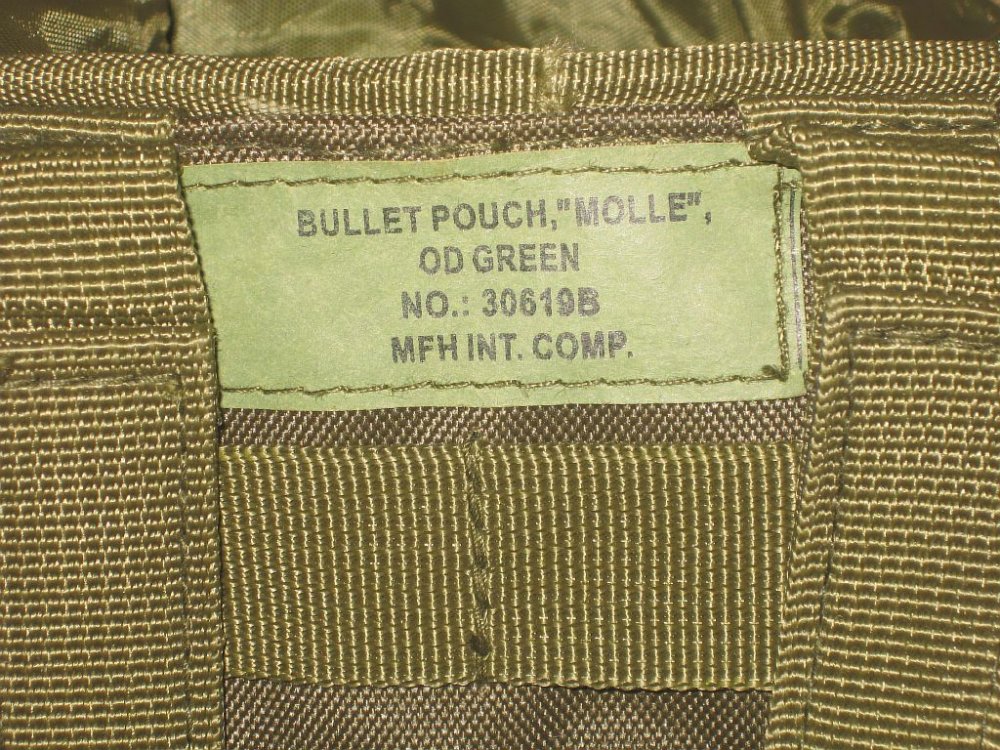 BULLET POUCH,"MOLLE",
OD GREEN
NO.: 30619B
MFH INT. COMP.